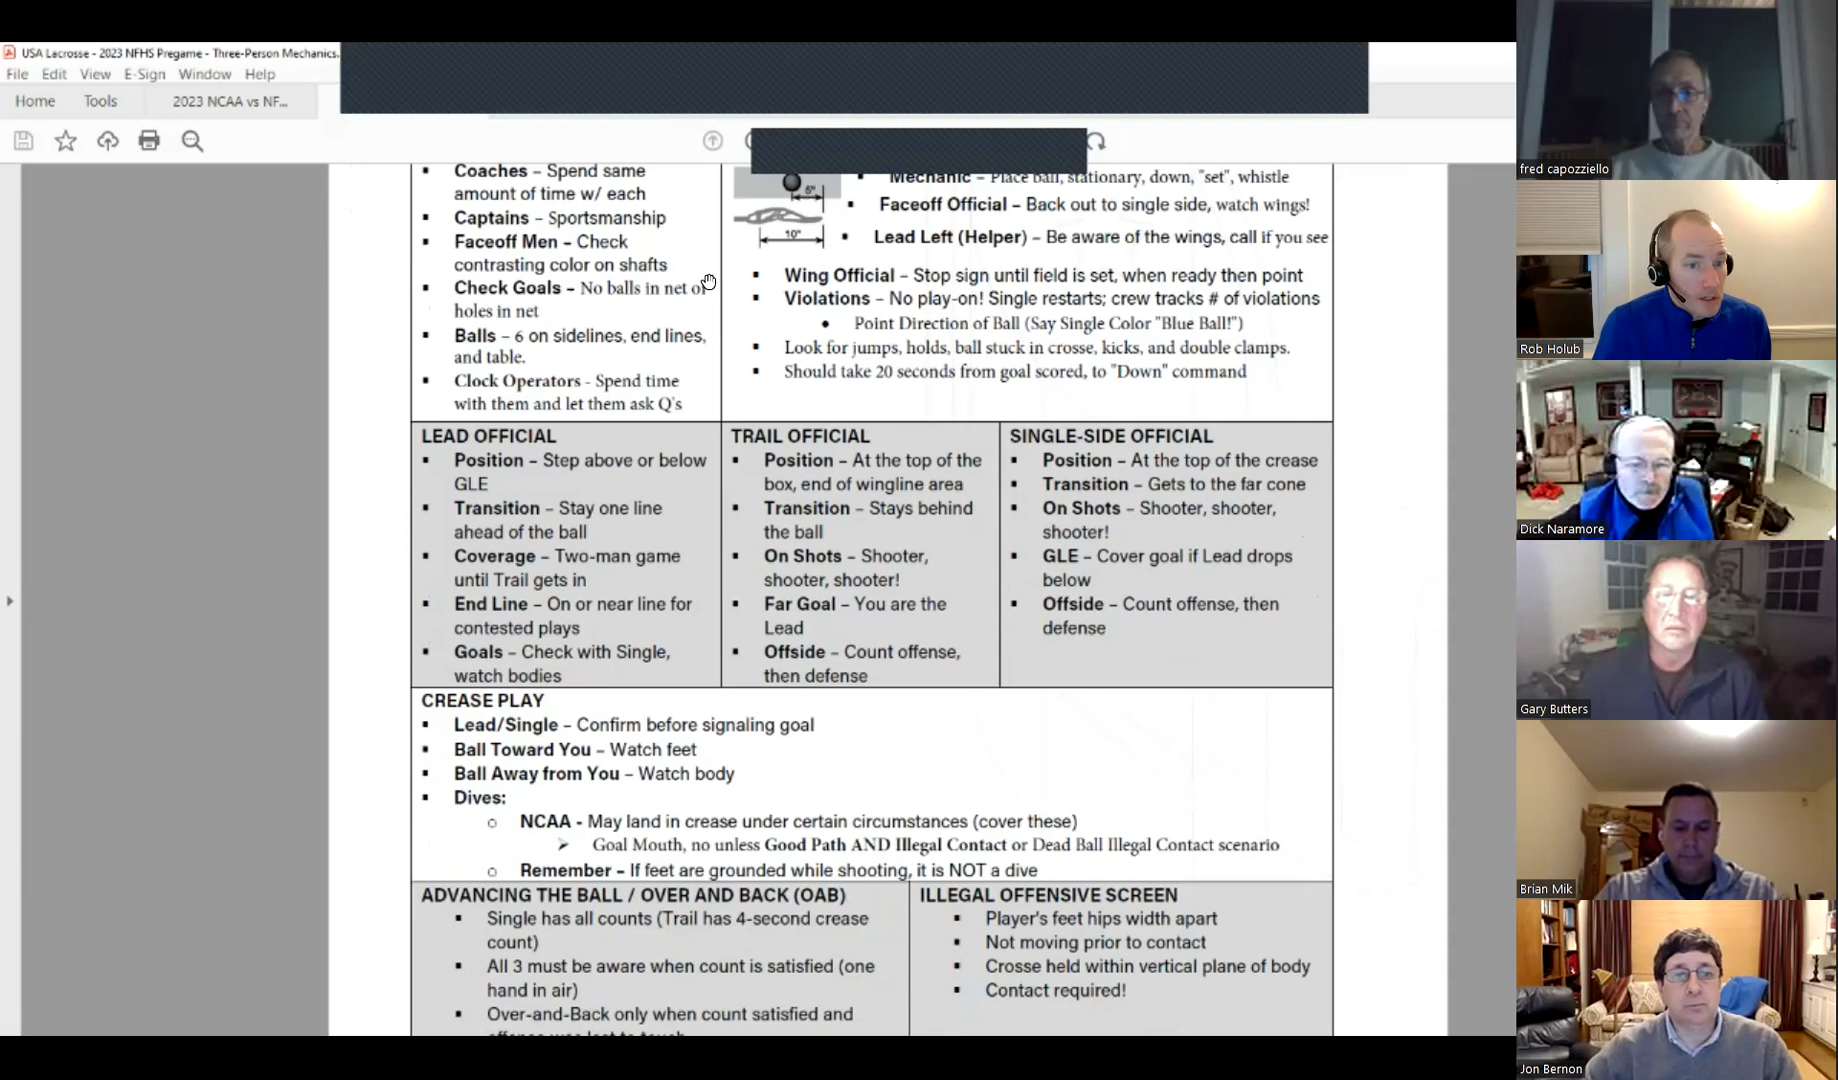 USA Lacrosse - 2023 NFHS Pregame - Three-Person Mechanics.
File Edit View E-Sign Window Help
Home Tools 2023 NCAA vs NF...
Coaches – Spend same
amount of time w/ each
Captains – Sportsmanship
Faceoff Men – Check
contrasting color on shafts
Check Goals – No balls in net or
holes in net
Balls – 6 on sidelines, end lines,
and table.
Clock Operators - Spend time
with them and let them ask Q's
5"
10"
Mechanic – Place ball, stationary, down, "set", whistle
Faceoff Official – Back out to single side, watch wings!
Lead Left (Helper) – Be aware of the wings, call if you see
Wing Official – Stop sign until field is set, when ready then point
Violations – No play-on! Single restarts; crew tracks # of violations
Point Direction of Ball (Say Single Color "Blue Ball!")
Look for jumps, holds, ball stuck in crosse, kicks, and double clamps.
Should take 20 seconds from goal scored, to "Down" command
LEAD OFFICIAL
Position – Step above or below
GLE
Transition – Stay one line
ahead of the ball
Coverage – Two-man game
until Trail gets in
End Line – On or near line for
contested plays
Goals – Check with Single,
watch bodies
TRAIL OFFICIAL
Position – At the top of the
box, end of wingline area
Transition – Stays behind
the ball
On Shots – Shooter,
shooter, shooter!
Far Goal – You are the
Lead
Offside – Count offense,
then defense
SINGLE-SIDE OFFICIAL
Position – At the top of the crease
Transition – Gets to the far cone
On Shots – Shooter, shooter,
shooter!
GLE – Cover goal if Lead drops
below
Offside – Count offense, then
defense
CREASE PLAY
Lead/Single – Confirm before signaling goal
Ball Toward You – Watch feet
Ball Away from You – Watch body
Dives:
NCAA - May land in crease under certain circumstances (cover these)
Goal Mouth, no unless Good Path AND Illegal Contact or Dead Ball Illegal Contact scenario
Remember – If feet are grounded while shooting, it is NOT a dive
ADVANCING THE BALL / OVER AND BACK (OAB)
Single has all counts (Trail has 4-second crease
count)
All 3 must be aware when count is satisfied (one
hand in air)
Over-and-Back only when count satisfied and
ILLEGAL OFFENSIVE SCREEN
Player's feet hips width apart
Not moving prior to contact
Crosse held within vertical plane of body
Contact required!
fred capozziello
Rob Holub
Dick Naramore
Gary Butters
Brian Mik
Jon Bernon